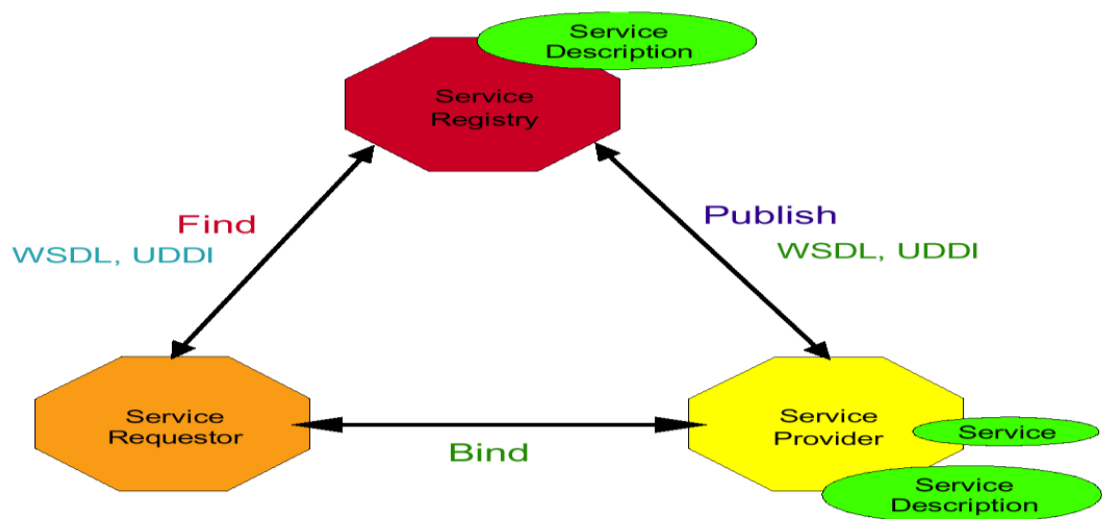 Service
Description
Service
Registry
Find
WSDL, UDDI
Publish
WSDL, UDDI
Service
Requestor
Bind
Service
Provider
Service
Service
Description